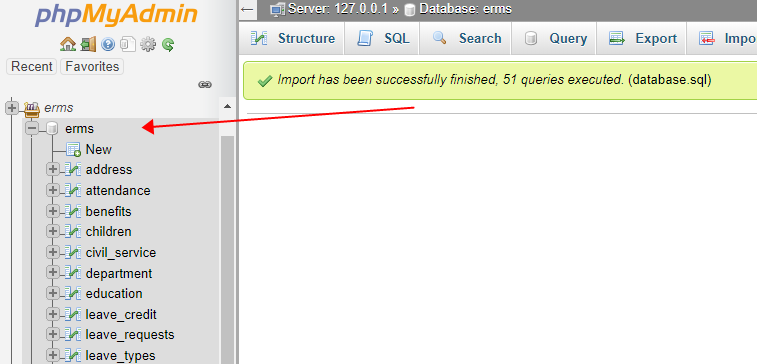 phpMyAdmin
Recent Favorites
erms
erms
New
address
attendance
benefits
children
civil_service
department
education
leave_credit
leave_requests
leave_types
Server: 127.0.0.1 » Database: erms
Structure SQL Search Query Export Impo
Import has been successfully finished, 51 queries executed. (database.sql)